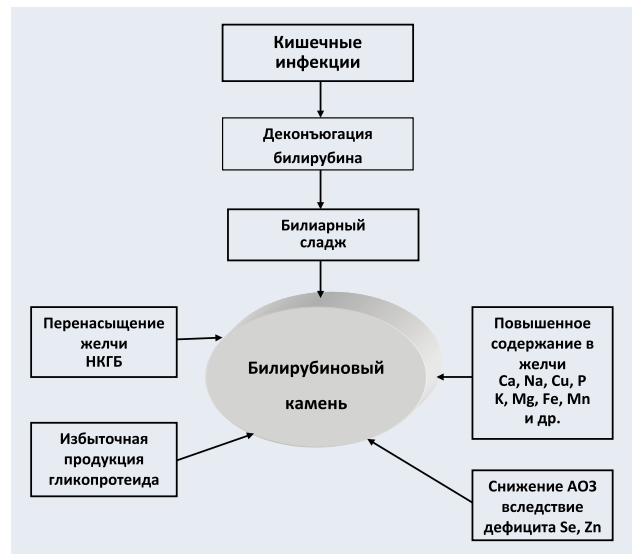 Кишечные
инфекции
Деконъюгация
билирубина
Билиарный
сладж
Перенасыщение
желчи
НКГБ
Билирубиновый
камень
Повышенное
содержание в
желчи
Ca, Na, Cu, P
K, Mg, Fe, Mn
и др.
Избыточная
продукция
гликопротеида
Снижение АОЗ
вследствие
дефицита Se, Zn